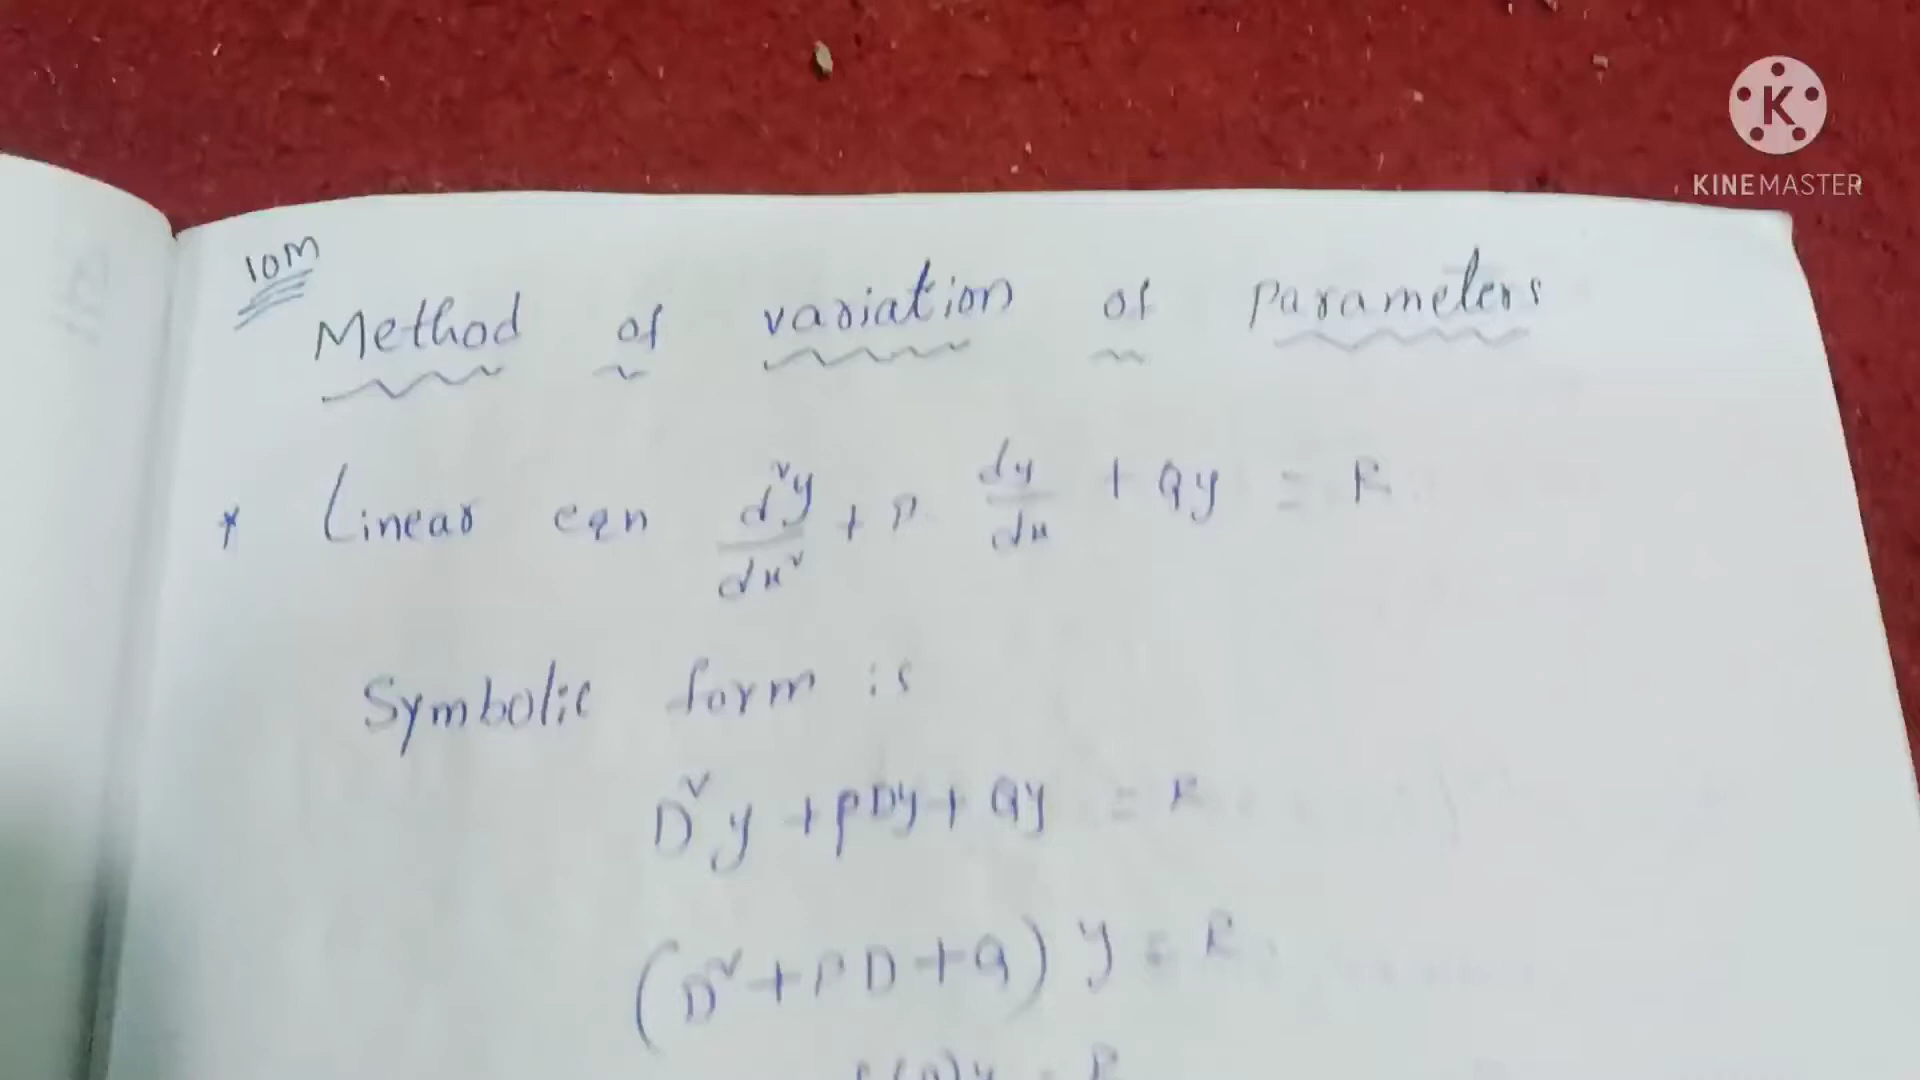 KINEMASTER
10M
Method of variation of parameters
* Linear eqn d²y/dx² + P dy/dx + Qy = R
Symbolic form is
D²y + PDy + Qy = R
(D² + PD + Q) y = R
f(D)y = R